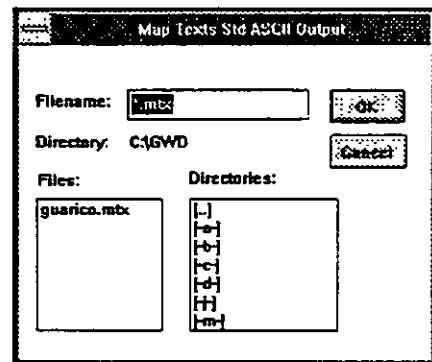 Map Texts Std ASCII Output
Filename: *.mtx OK
Directory: C:\GWD Cancel
Files: Directories:
guarico.mtx [..]
[-a-]
[-b-]
[-c-]
[-d-]
[-m-]